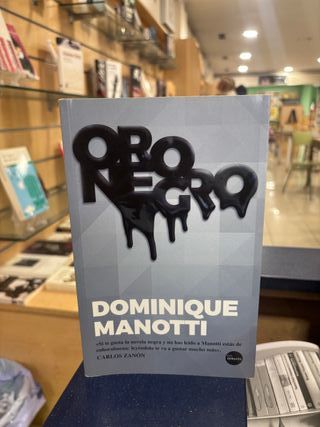 ORO
NEGRO
DOMINIQUE
MANOTTI
«Si te gusta la novela negra y no has leído a Manotti estás de
enhorabuena: leyéndola te va a gustar mucho más».
CARLOS ZANÓN